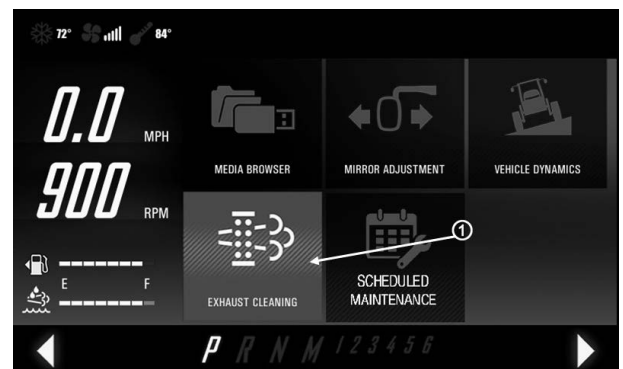 72° 84°
0.0 MPH
MEDIA BROWSER MIRROR ADJUSTMENT VEHICLE DYNAMICS
900 RPM
1
E F
SCHEDULED
MAINTENANCE
EXHAUST CLEANING
P R N M 1 2 3 4 5 6